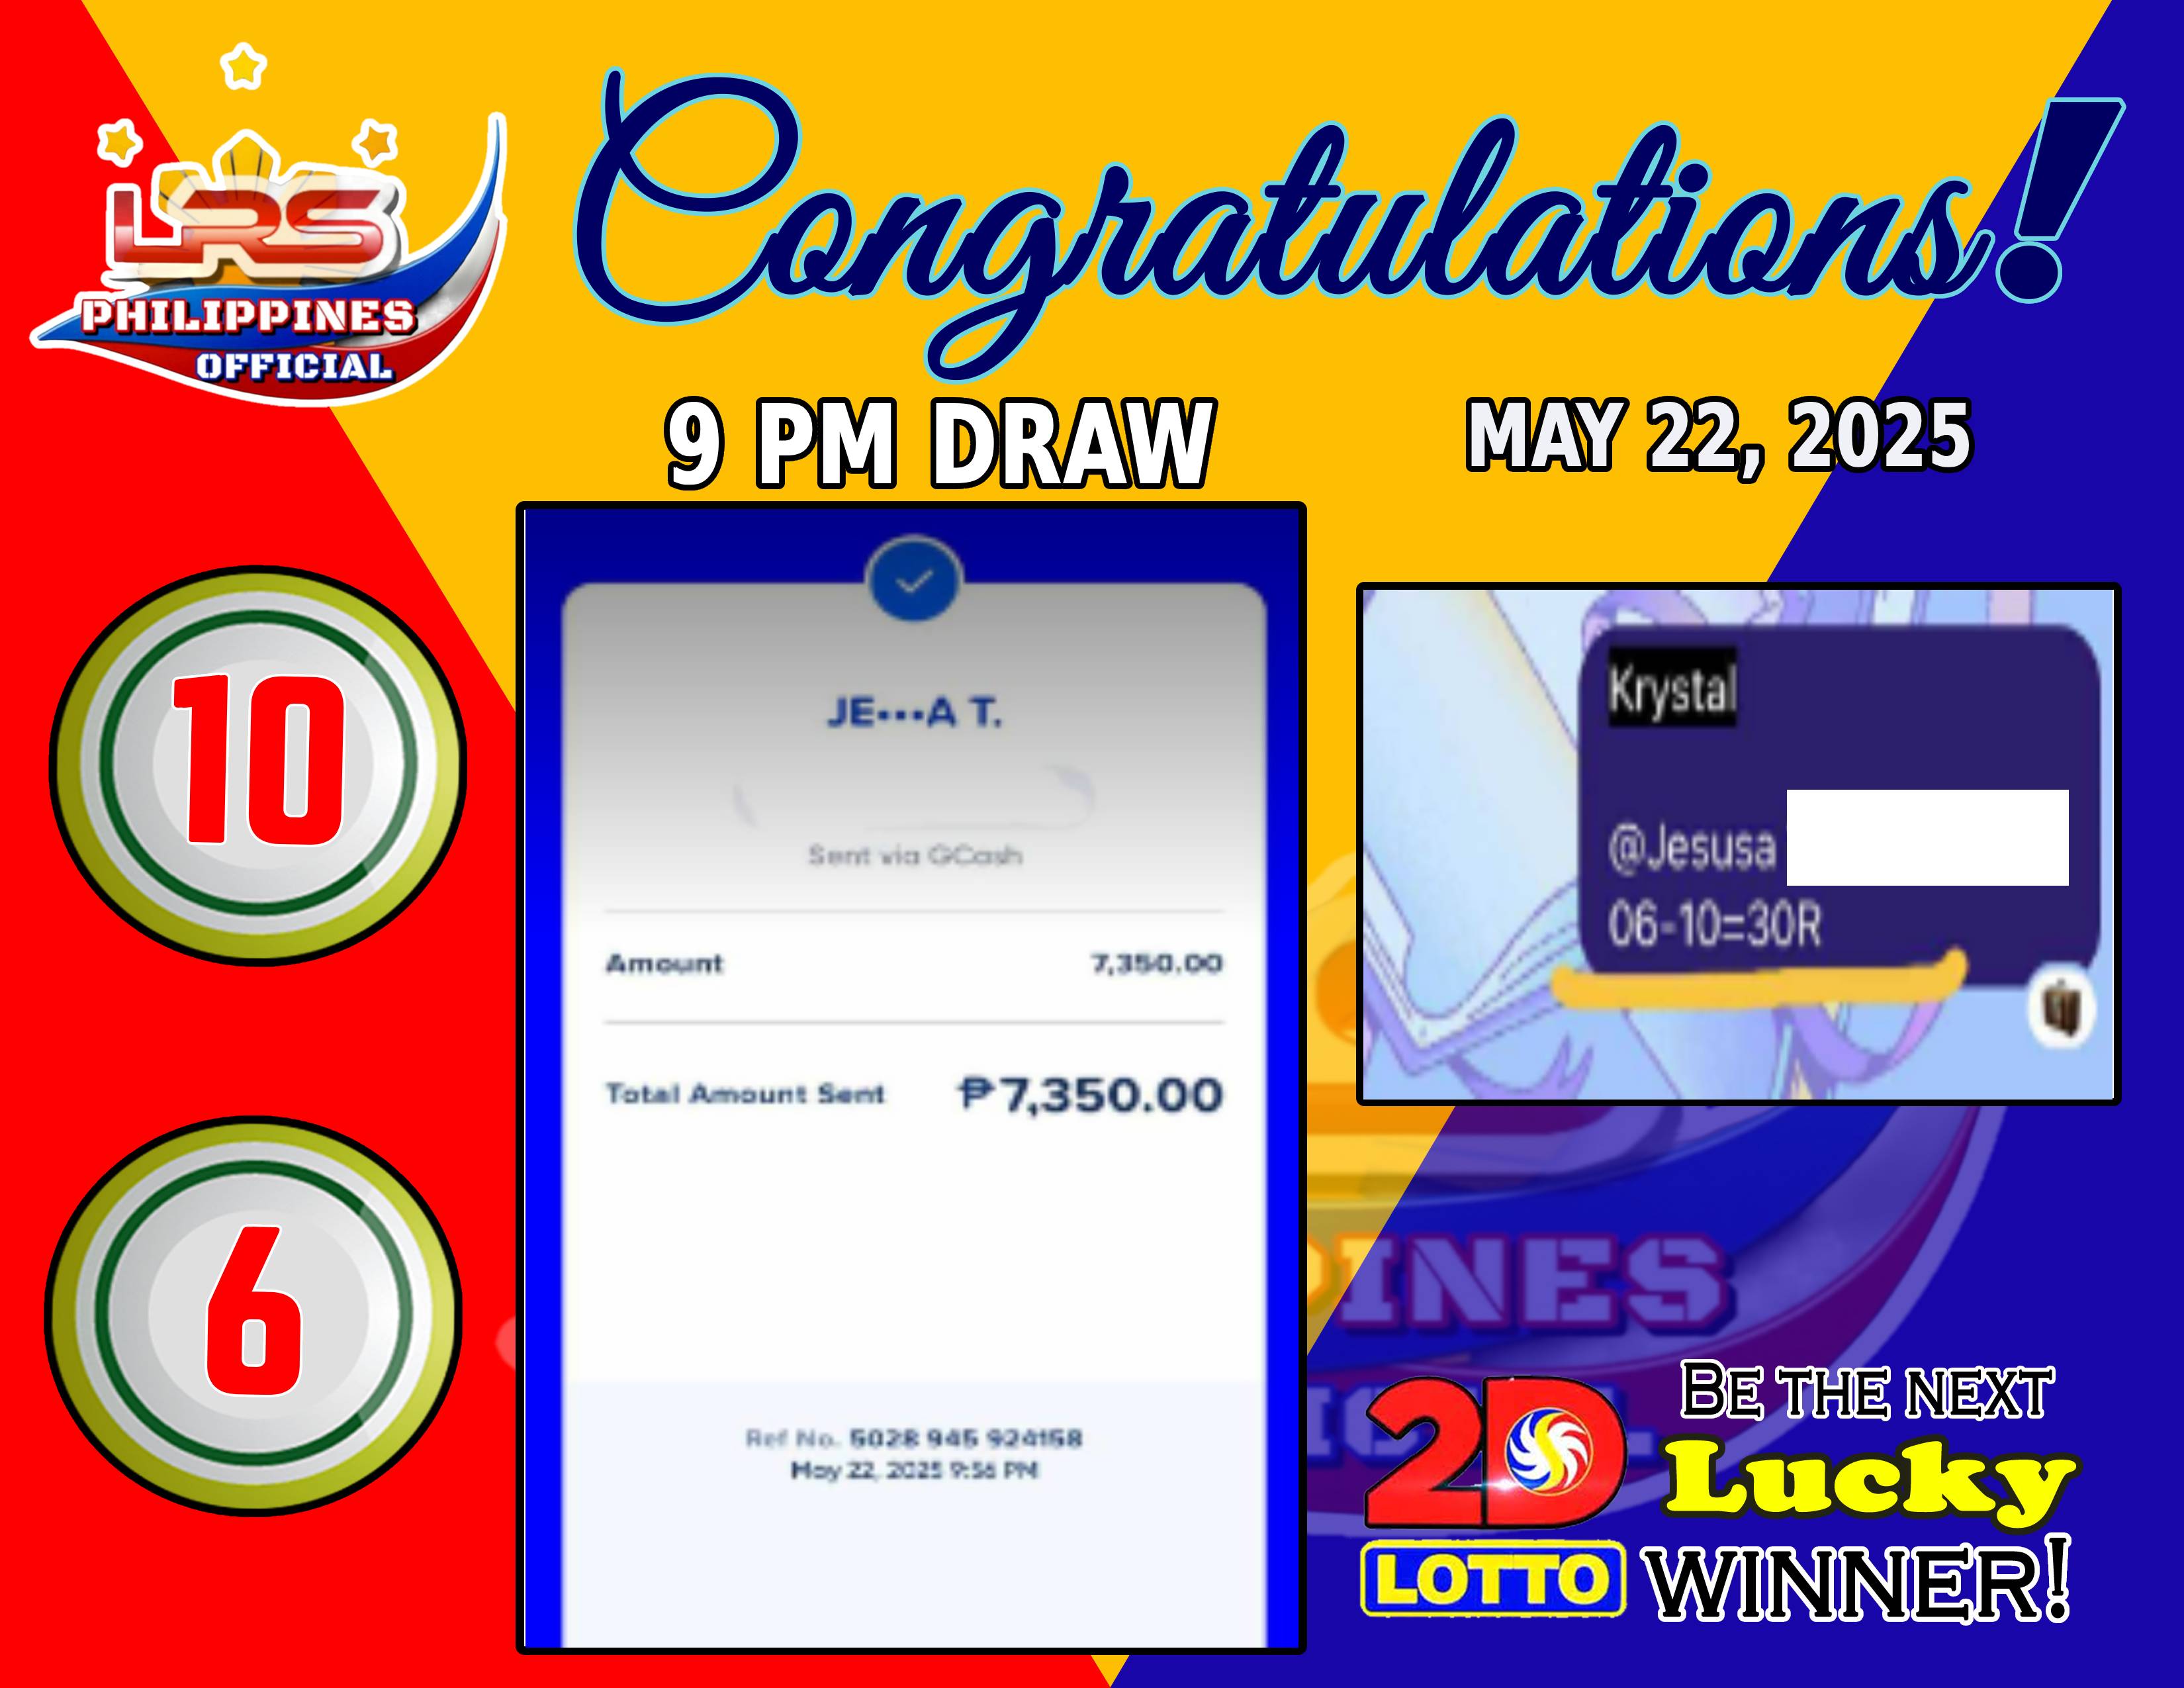 LRS
PHILIPPINES
OFFICIAL
Congratulations!
9 PM DRAW
MAY 22, 2025
10
6
JE•••A T.
Sent via GCash
Amount 7,350.00
Total Amount Sent ₱7,350.00
Ref No. 5028 945 924158
May 22, 2025 9:56 PM
Krystal
@Jesusa
06-10=30R
PINES
2D
LOTTO
BE THE NEXT
Lucky
WINNER!